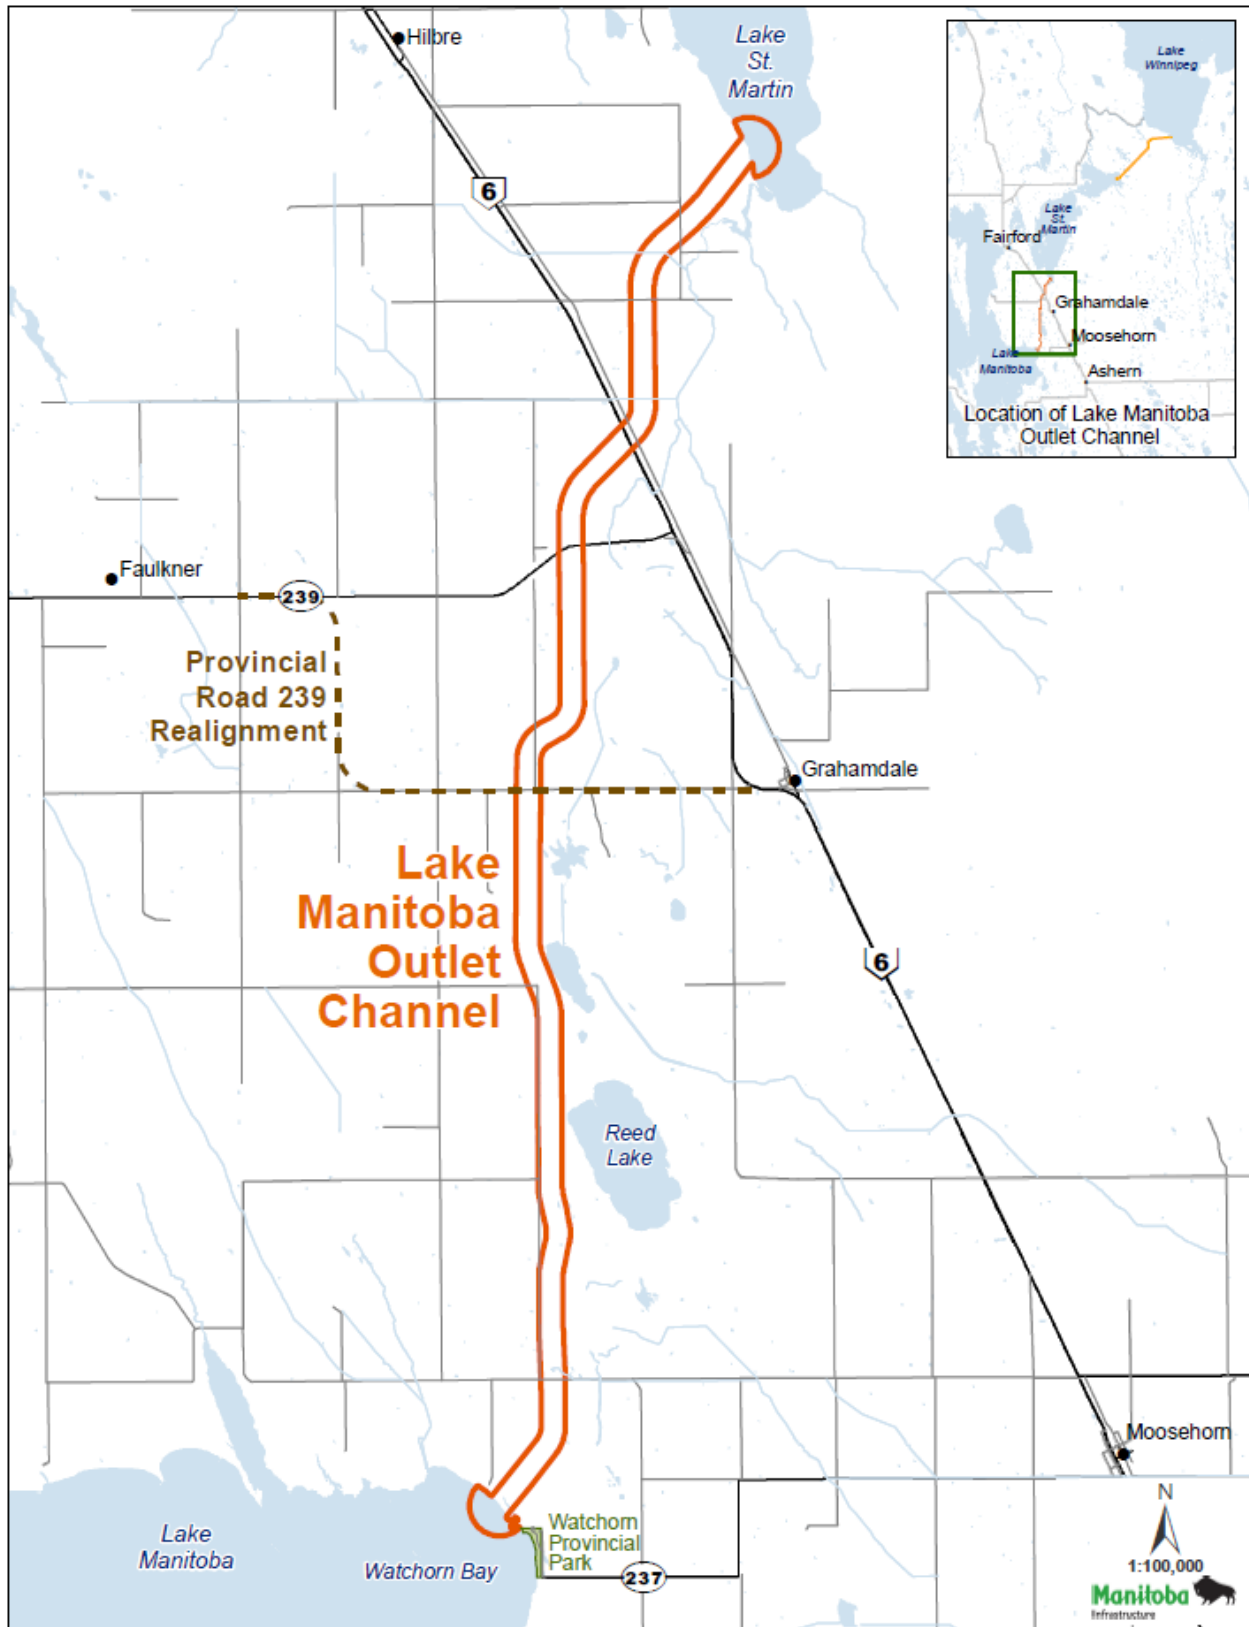 Hilbre
Lake
St.
Martin
6
Lake
Winnipeg
Lake
St.
Martin
Fairford
Grahamdale
Moosehorn
Lake
Manitoba
Ashern
Location of Lake Manitoba
Outlet Channel
Faulkner
239
Provincial
Road 239
Realignment
Grahamdale
Lake
Manitoba
Outlet
Channel
6
Reed
Lake
Moosehorn
Lake
Manitoba
Watchorn Bay
Watchorn
Provincial
Park
237
N
1:100,000
Manitoba
Infrastructure